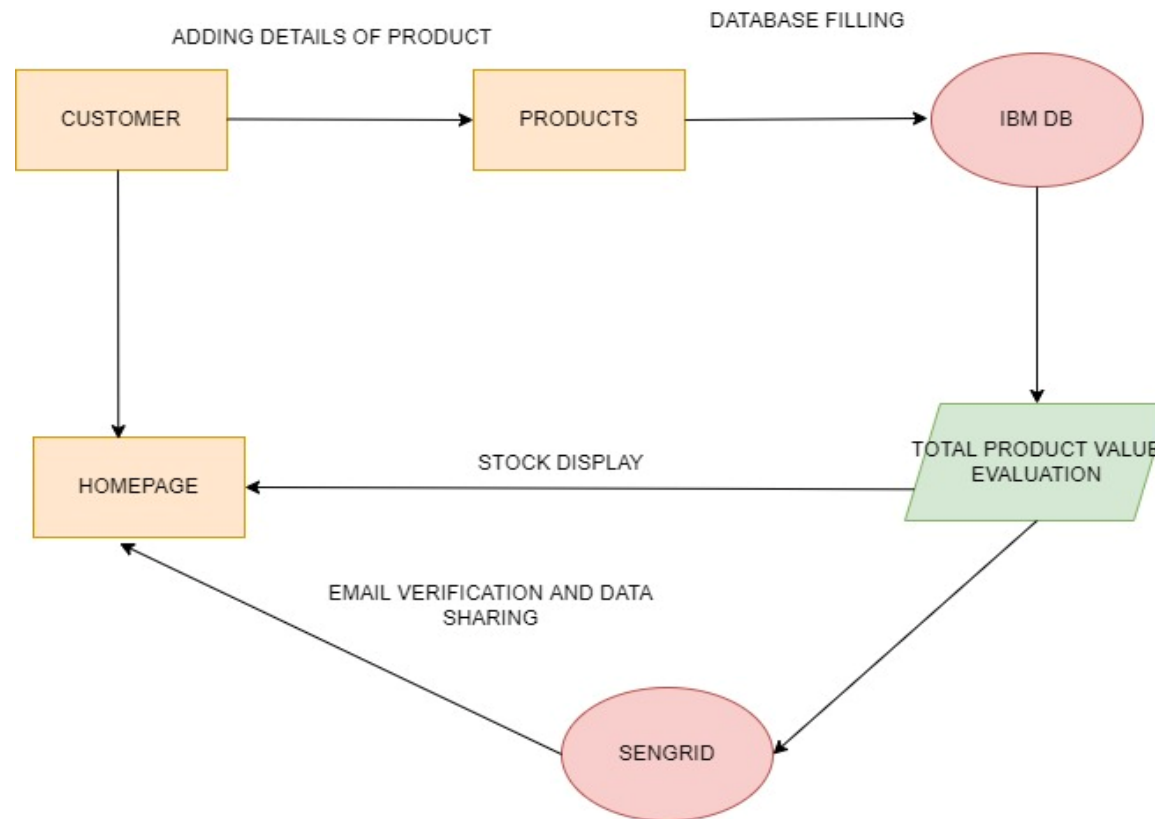 DATABASE FILLING
ADDING DETAILS OF PRODUCT
CUSTOMER
PRODUCTS
IBM DB
TOTAL PRODUCT VALUE
EVALUATION
STOCK DISPLAY
HOMEPAGE
EMAIL VERIFICATION AND DATA
SHARING
SENGRID